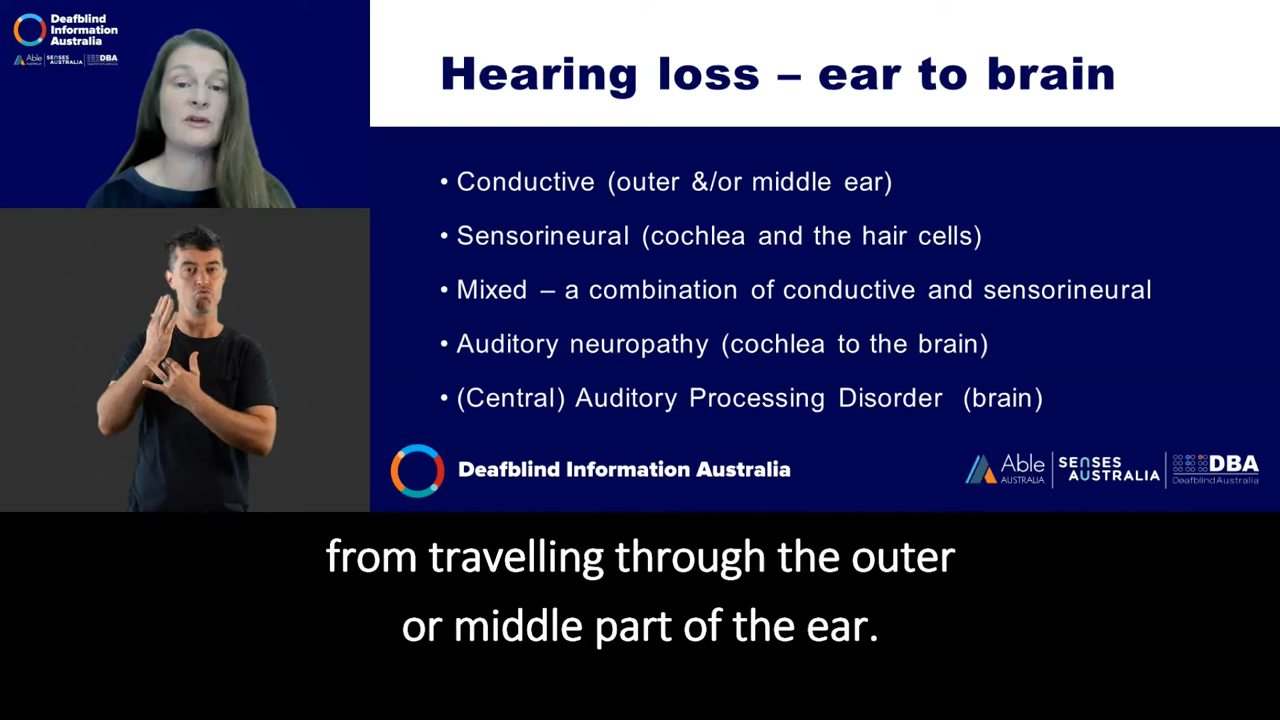 Deafblind
Information
Australia
Able
SENSES
AUSTRALIA
DBA
Hearing loss – ear to brain
• Conductive (outer &/or middle ear)
• Sensorineural (cochlea and the hair cells)
• Mixed – a combination of conductive and sensorineural
• Auditory neuropathy (cochlea to the brain)
• (Central) Auditory Processing Disorder (brain)
Deafblind Information Australia
Able
AUSTRALIA
SENSES
AUSTRALIA
DBA
Deafblind Australia
from travelling through the outer
or middle part of the ear.